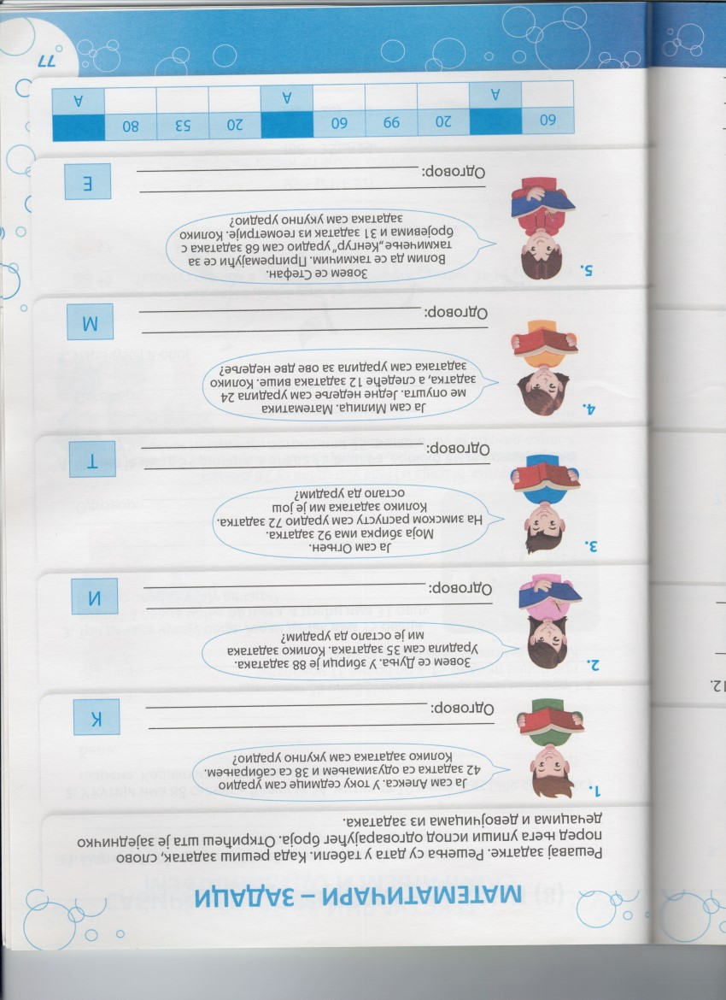 МАТЕМАТИЧАРИ – ЗАДАЦИ
Решавај задатке. Решења су дата у табели. Када решиш задатак, слово
поред њега упиши испод одговарајућег броја. Открићеш шта је заједничко
дечацима и девојчицама из задатака.
1.
Ја сам Алекса. У току седмице сам урадио
42 задатка са одузимањем и 38 са сабирањем.
Колико задатака сам укупно урадио?
Одговор:
К
2.
Зовем се Дуња. У збирци је 88 задатака.
Урадила сам 35 задатака. Колико задатака
ми је остало да урадим?
Одговор:
И
3.
Ја сам Огњен.
Моја збирка има 92 задатка.
На зимском распусту сам урадио 72 задатка.
Колико задатака ми је још
остало да урадим?
Одговор:
Т
4.
Ја сам Милица. Математика
ме опушта. Једне недеље сам урадила 24
задатка, а следеће 12 задатака више. Колико
задатака сам урадила за ове две недеље?
Одговор:
М
5.
Зовем се Стефан.
Волим да се такмичим. Припремајући се за
такмичење „Кенгур” урадио сам 68 задатака с
бројевима и 31 задатак из геометрије. Колико
задатака сам укупно урадио?
Одговор:
Е
60 20 99 60 20 53 80
А А А
77
12.